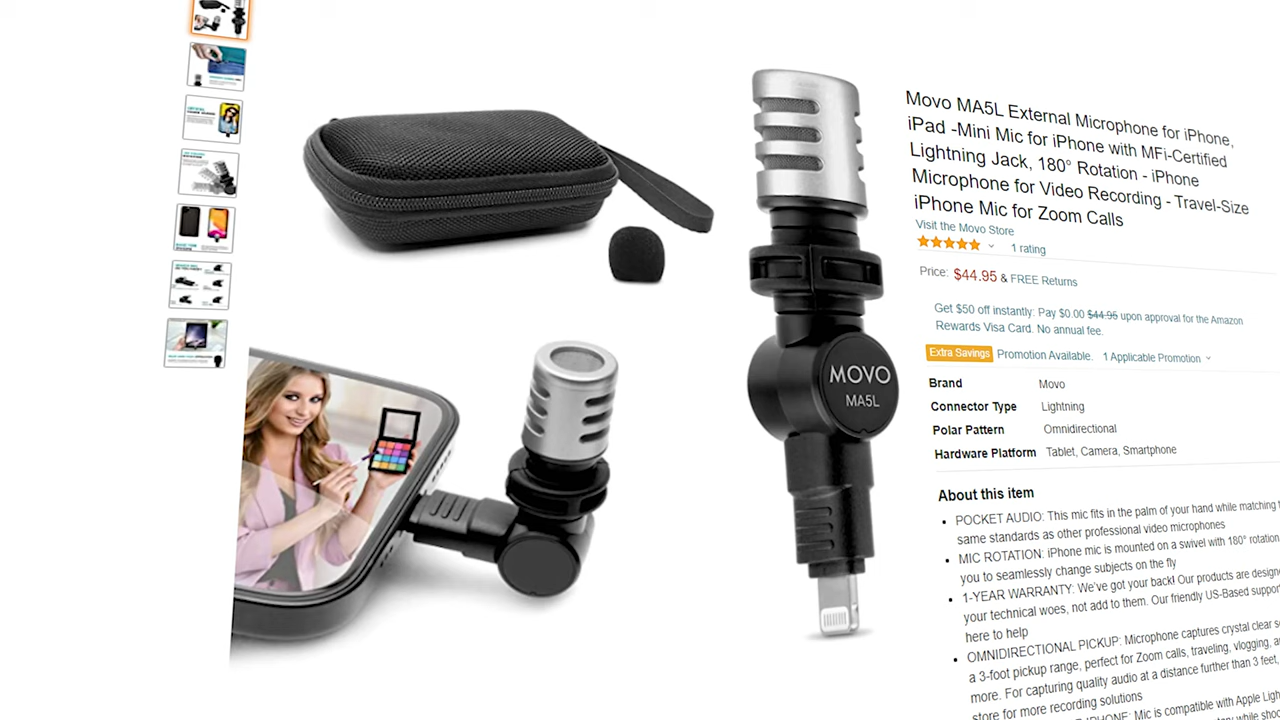 Movo MA5L External Microphone for iPhone,
iPad -Mini Mic for iPhone with MFi-Certified
Lightning Jack, 180° Rotation - iPhone
Microphone for Video Recording - Travel-Size
iPhone Mic for Zoom Calls
Visit the Movo Store
1 rating
Price: $44.95 & FREE Returns
Get $50 off instantly: Pay $0.00 $44.95 upon approval for the Amazon
Rewards Visa Card. No annual fee.
Extra Savings Promotion Available. 1 Applicable Promotion
Brand Movo
Connector Type Lightning
Polar Pattern Omnidirectional
Hardware Platform Tablet, Camera, Smartphone
About this item
POCKET AUDIO: This mic fits in the palm of your hand while matching
same standards as other professional video microphones
MIC ROTATION: iPhone mic is mounted on a swivel with 180° rotation
you to seamlessly change subjects on the fly
1-YEAR WARRANTY: We've got your back! Our products are designe
your technical woes, not add to them. Our friendly US-Based suppor
here to help
OMNIDIRECTIONAL PICKUP: Microphone captures crystal clear s
a 3-foot pickup range, perfect for Zoom calls, traveling, vlogging, a
more. For capturing quality audio at a distance further than 3 feet,
store for more recording solutions
IPHONE: Mic is compatible with Apple Ligh
MOVO
MA5L